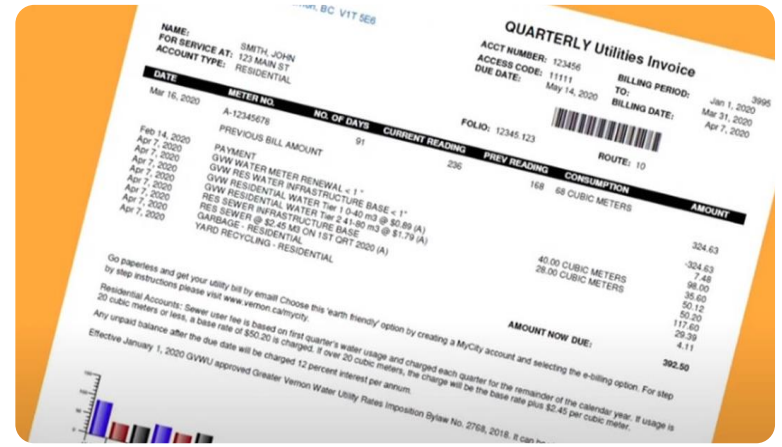 BC V1T 5E6
QUARTERLY Utilities Invoice
3995
NAME: SMITH, JOHN
FOR SERVICE AT: 123 MAIN ST
ACCOUNT TYPE: RESIDENTIAL
ACCT NUMBER: 123456
ACCESS CODE: 11111
DUE DATE: May 14, 2020
BILLING PERIOD: Jan 1, 2020
TO: Mar 31, 2020
BILLING DATE: Apr 7, 2020
FOLIO: 12345.123
ROUTE: 10
DATE METER NO. NO. OF DAYS CURRENT READING PREV READING CONSUMPTION AMOUNT
Mar 16, 2020 A-12345678 91 236 168 68 CUBIC METERS
PREVIOUS BILL AMOUNT 324.63
Feb 14, 2020 PAYMENT -324.63
Apr 7, 2020 GVW WATER METER RENEWAL < 1" 7.48
Apr 7, 2020 GVW RES WATER INFRASTRUCTURE BASE < 1" 98.00
Apr 7, 2020 GVW RESIDENTIAL WATER Tier 1 0-40 m3 @ $0.89 (A) 40.00 CUBIC METERS 35.60
Apr 7, 2020 GVW RESIDENTIAL WATER Tier 2 41-80 m3 @ $1.79 (A) 28.00 CUBIC METERS 50.12
Apr 7, 2020 RES SEWER INFRASTRUCTURE BASE 50.20
Apr 7, 2020 RES SEWER @ $2.45 M3 ON 1ST QRT 2020 (A) 117.60
Apr 7, 2020 GARBAGE - RESIDENTIAL 29.39
Apr 7, 2020 YARD RECYCLING - RESIDENTIAL 4.11
AMOUNT NOW DUE: 392.50
Go paperless and get your utility bill by email! Choose this 'earth friendly' option by creating a MyCity account and selecting the e-billing option. For step
by step instructions please visit www.vernon.ca/mycity.
Residential Accounts: Sewer user fee is based on first quarter's water usage and charged each quarter for the remainder of the calendar year. If usage is
20 cubic meters or less, a base rate of $50.20 is charged. If over 20 cubic meters, the charge will be the base rate plus $2.45 per cubic meter.
Any unpaid balance after the due date will be charged 12 percent interest per annum.
Effective January 1, 2020 GVWU approved Greater Vernon Water Utility Rates Imposition Bylaw No. 2768, 2018. It can be